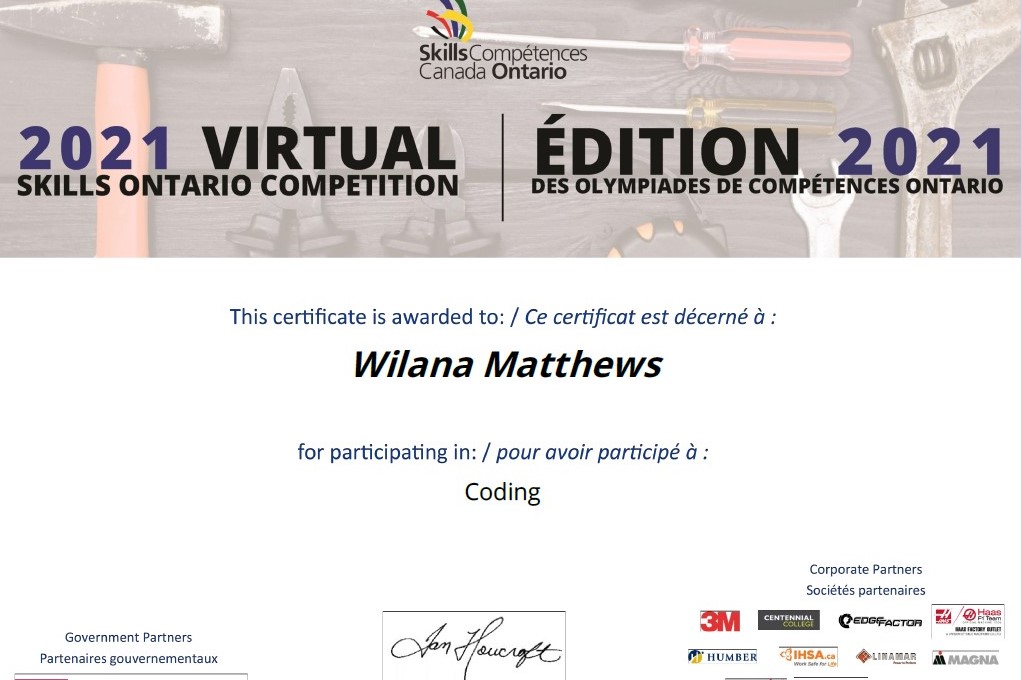 SkillsCompétences
Canada Ontario
2021 VIRTUAL
SKILLS ONTARIO COMPETITION
ÉDITION 2021
DES OLYMPIADES DE COMPÉTENCES ONTARIO
This certificate is awarded to: / Ce certificat est décerné à :
Wilana Matthews
for participating in: / pour avoir participé à :
Coding
Corporate Partners
Sociétés partenaires
3M
CENTENNIAL
COLLEGE
EDGE FACTOR
Haas
F1 Team
HAAS FACTORY OUTLET
Government Partners
Partenaires gouvernementaux
Ian Howcroft
HUMBER
IHSA.ca
Work Safe for Life
LINAMAR
MAGNA